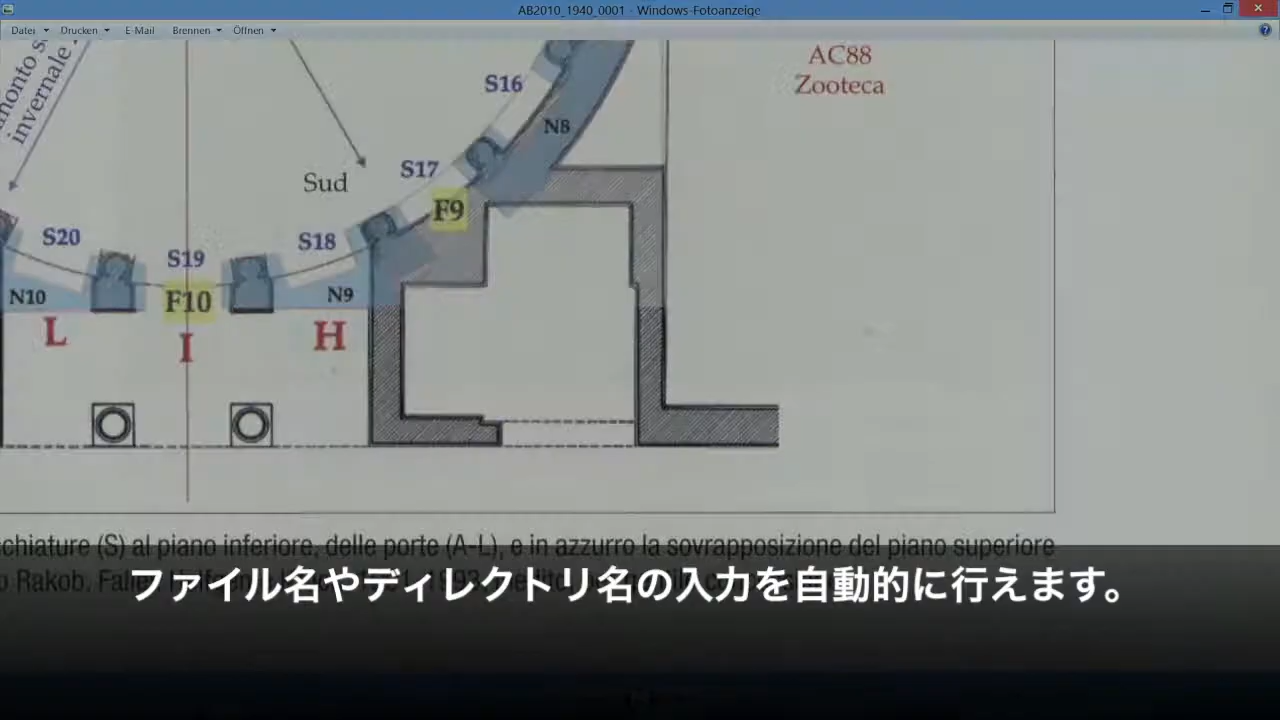 AB2010_1940_0001 - Windows-Fotoanzeige
Datei Drucken E-Mail Brennen Öffnen
AC88
Zooteca
invernale
S16
N8
S17
Sud
F9
S20
S19
S18
N10
F10
N9
L
I
H
chiature (S) al piano inferiore, delle porte (A-L), e in azzurro la sovrapposizione del piano superiore
o Rakob,
ファイル名やディレクトリ名の入力を自動的に行えます。